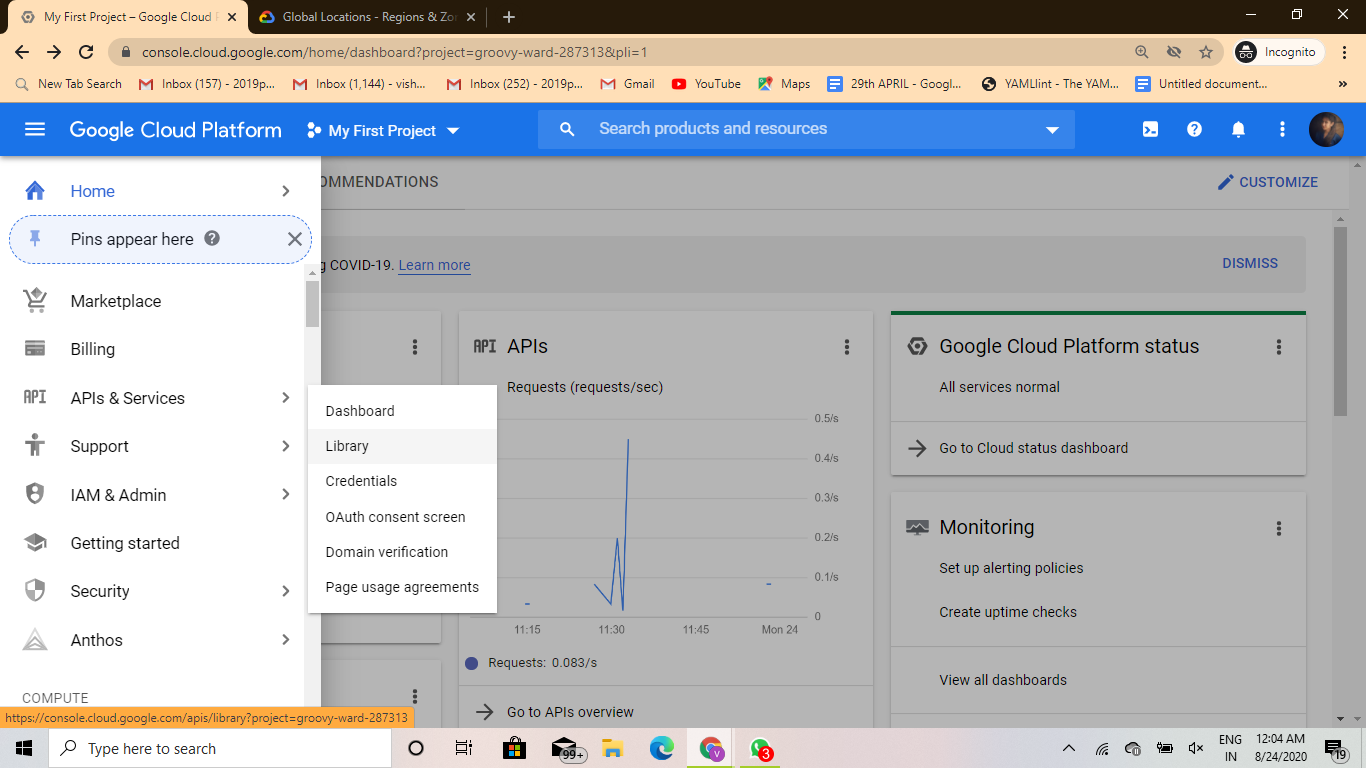 My First Project – Google Cloud P
Global Locations - Regions & Zon
console.cloud.google.com/home/dashboard?project=groovy-ward-287313&pli=1
Incognito
New Tab Search
Inbox (157) - 2019p...
Inbox (1,144) - vish...
Inbox (252) - 2019p...
Gmail
YouTube
Maps
29th APRIL - Googl...
YAMLlint - The YAM...
Untitled document...
»
Google Cloud Platform
My First Project
Search products and resources
Home
OMMENDATIONS
CUSTOMIZE
Pins appear here
g COVID-19. Learn more
DISMISS
Marketplace
Billing
API
APIs & Services
Support
IAM & Admin
Getting started
Security
Anthos
COMPUTE
Dashboard
Library
Credentials
OAuth consent screen
Domain verification
Page usage agreements
API
APIs
Requests (requests/sec)
0.5/s
0.4/s
0.3/s
0.2/s
0.1/s
0
11:15
11:30
11:45
Mon 24
Requests: 0.083/s
Go to APIs overview
Google Cloud Platform status
All services normal
Go to Cloud status dashboard
Monitoring
Set up alerting policies
Create uptime checks
View all dashboards
https://console.cloud.google.com/apis/library?project=groovy-ward-287313
Type here to search
99+
V
3
ENG
IN
12:04 AM
8/24/2020
19